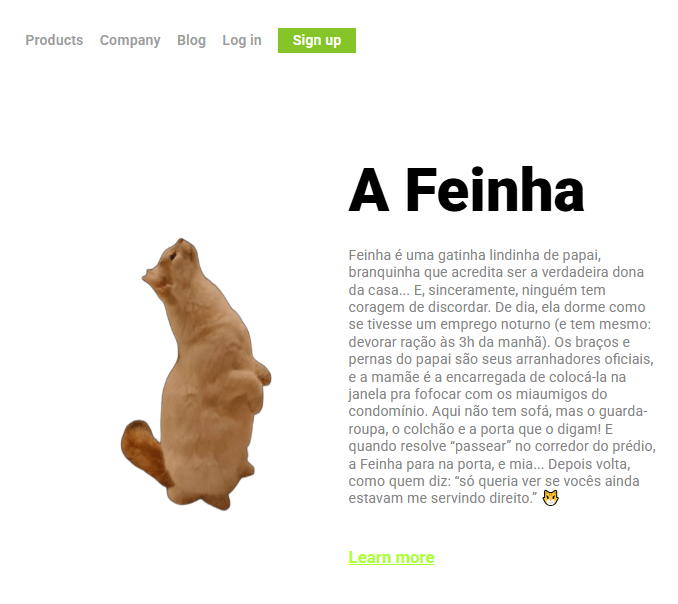 Products Company Blog Log in Sign up
A Feinha
Feinha é uma gatinha lindinha de papai,
branquinha que acredita ser a verdadeira dona
da casa... E, sinceramente, ninguém tem
coragem de discordar. De dia, ela dorme como
se tivesse um emprego noturno (e tem mesmo:
devorar ração às 3h da manhã). Os braços e
pernas do papai são seus arranhadores oficiais,
e a mamãe é a encarregada de colocá-la na
janela pra fofocar com os miaumigos do
condomínio. Aqui não tem sofá, mas o guarda-
roupa, o colchão e a porta que o digam! E
quando resolve “passear” no corredor do prédio,
a Feinha para na porta, e mia... Depois volta,
como quem diz: “só queria ver se vocês ainda
estavam me servindo direito.” 🐱
Learn more